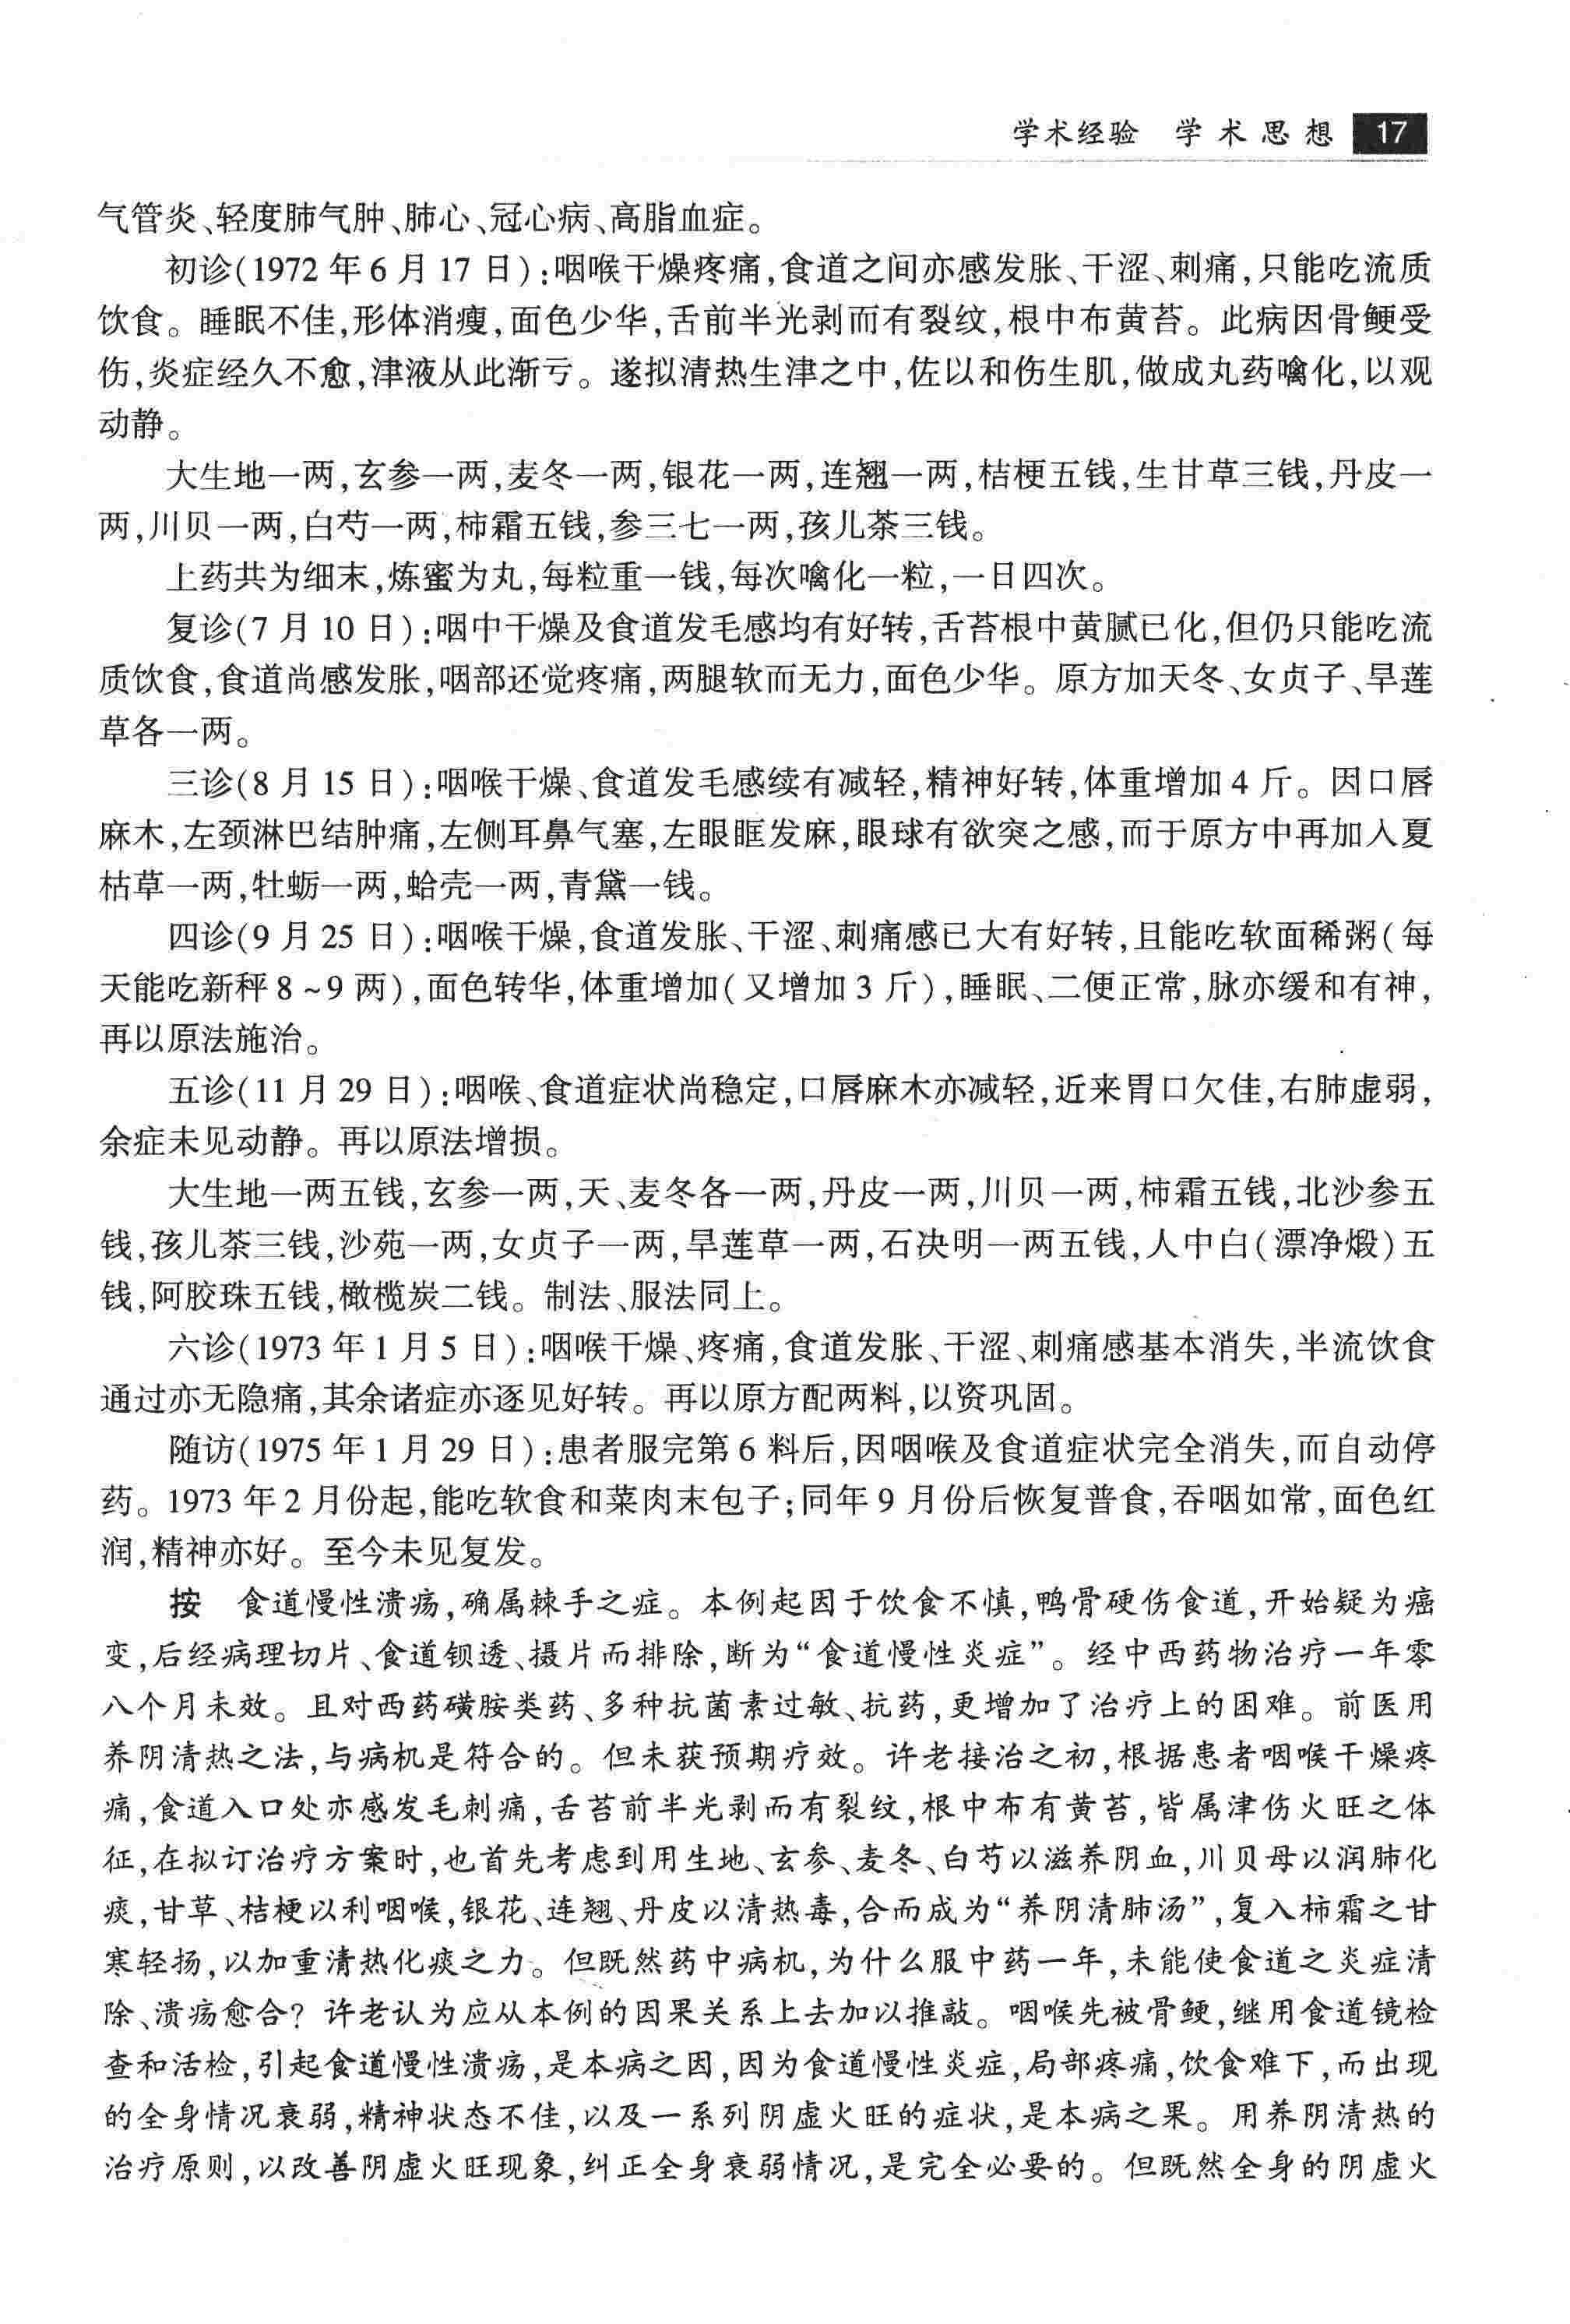 学术经验 学术思想 17
气管炎、轻度肺气肿、肺心、冠心病、高脂血症。
初诊(1972 年 6 月 17 日):咽喉干燥疼痛,食道之间亦感发胀、干涩、刺痛,只能吃流质
饮食。睡眠不佳,形体消瘦,面色少华,舌前半光剥而有裂纹,根中布黄苔。此病因骨鲠受
伤,炎症经久不愈,津液从此渐亏。遂拟清热生津之中,佐以和伤生肌,做成丸药噙化,以观
动静。
大生地一两,玄参一两,麦冬一两,银花一两,连翘一两,桔梗五钱,生甘草三钱,丹皮一
两,川贝一两,白芍一两,柿霜五钱,参三七一两,孩儿茶三钱。
上药共为细末,炼蜜为丸,每粒重一钱,每次噙化一粒,一日四次。
复诊(7 月 10 日):咽中干燥及食道发毛感均有好转,舌苔根中黄腻已化,但仍只能吃流
质饮食,食道尚感发胀,咽部还觉疼痛,两腿软而无力,面色少华。原方加天冬、女贞子、旱莲
草各一两。
三诊(8 月 15 日):咽喉干燥、食道发毛感续有减轻,精神好转,体重增加 4 斤。因口唇
麻木,左颈淋巴结肿痛,左侧耳鼻气塞,左眼眶发麻,眼球有欲突之感,而于原方中再加入夏
枯草一两,牡蛎一两,蛤壳一两,青黛一钱。
四诊(9 月 25 日):咽喉干燥,食道发胀、干涩、刺痛感已大有好转,且能吃软面稀粥(每
天能吃新秤 8~9 两),面色转华,体重增加(又增加 3 斤),睡眠、二便正常,脉亦缓和有神,
再以原法施治。
五诊(11 月 29 日):咽喉、食道症状尚稳定,口唇麻木亦减轻,近来胃口欠佳,右肺虚弱,
余症未见动静。再以原法增损。
大生地一两五钱,玄参一两,天、麦冬各一两,丹皮一两,川贝一两,柿霜五钱,北沙参五
钱,孩儿茶三钱,沙苑一两,女贞子一两,旱莲草一两,石决明一两五钱,人中白(漂净煅)五
钱,阿胶珠五钱,橄榄炭二钱。制法、服法同上。
六诊(1973 年 1 月 5 日):咽喉干燥、疼痛,食道发胀、干涩、刺痛感基本消失,半流饮食
通过亦无隐痛,其余诸症亦逐见好转。再以原方配两料,以资巩固。
随访(1975 年 1 月 29 日):患者服完第 6 料后,因咽喉及食道症状完全消失,而自动停
药。1973 年 2 月份起,能吃软食和菜肉末包子;同年 9 月份后恢复普食,吞咽如常,面色红
润,精神亦好。至今未见复发。
按 食道慢性溃疡,确属棘手之症。本例起因于饮食不慎,鸭骨硬伤食道,开始疑为癌
变,后经病理切片、食道钡透、摄片而排除,断为“食道慢性炎症”。经中西药物治疗一年零
八个月未效。且对西药磺胺类药、多种抗菌素过敏、抗药,更增加了治疗上的困难。前医用
养阴清热之法,与病机是符合的。但未获预期疗效。许老接治之初,根据患者咽喉干燥疼
痛,食道入口处亦感发毛刺痛,舌苔前半光剥而有裂纹,根中布有黄苔,皆属津伤火旺之体
征,在拟订治疗方案时,也首先考虑到用生地、玄参、麦冬、白芍以滋养阴血,川贝母以润肺化
痰,甘草、桔梗以利咽喉,银花、连翘、丹皮以清热毒,合而成为“养阴清肺汤”,复入柿霜之甘
寒轻扬,以加重清热化痰之力。但既然药中病机,为什么服中药一年,未能使食道之炎症清
除、溃疡愈合?许老认为应从本例的因果关系上去加以推敲。咽喉先被骨鲠,继用食道镜检
查和活检,引起食道慢性溃疡,是本病之因,因为食道慢性炎症,局部疼痛,饮食难下,而出现
的全身情况衰弱,精神状态不佳,以及一系列阴虚火旺的症状,是本病之果。用养阴清热的
治疗原则,以改善阴虚火旺现象,纠正全身衰弱情况,是完全必要的。但既然全身的阴虚火